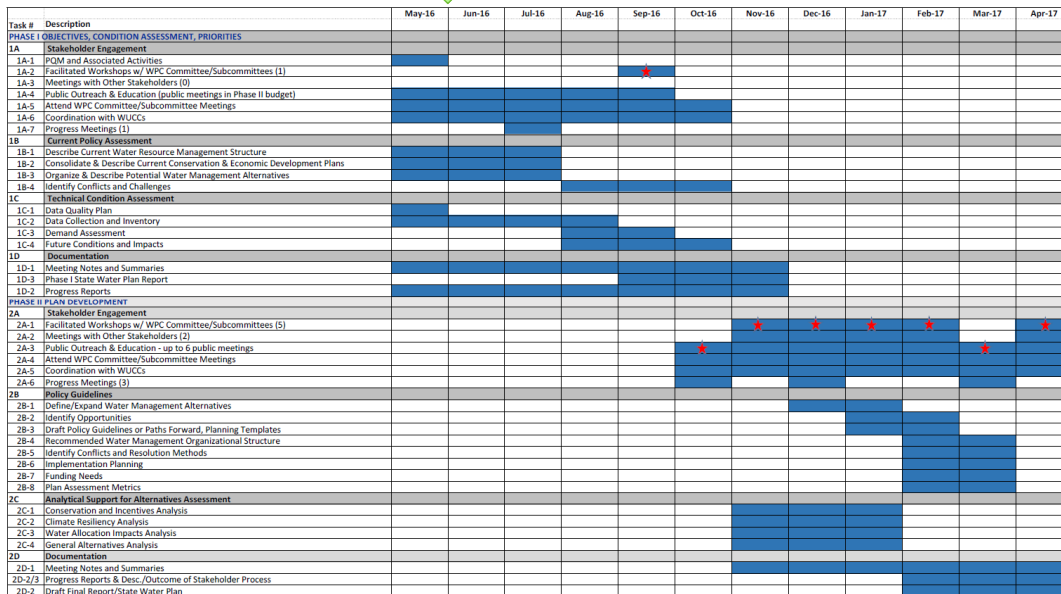 May-16 Jun-16 Jul-16 Aug-16 Sep-16 Oct-16 Nov-16 Dec-16 Jan-17 Feb-17 Mar-17 Apr-17
Task # Description
PHASE I OBJECTIVES, CONDITION ASSESSMENT, PRIORITIES
1A Stakeholder Engagement
1A-1 PQM and Associated Activities
1A-2 Facilitated Workshops w/ WPC Committee/Subcommittees (1)
1A-3 Meetings with Other Stakeholders (0)
1A-4 Public Outreach & Education (public meetings in Phase II budget)
1A-5 Attend WPC Committee/Subcommittee Meetings
1A-6 Coordination with WUCCs
1A-7 Progress Meetings (1)
1B Current Policy Assessment
1B-1 Describe Current Water Resource Management Structure
1B-2 Consolidate & Describe Current Conservation & Economic Development Plans
1B-3 Organize & Describe Potential Water Management Alternatives
1B-4 Identify Conflicts and Challenges
1C Technical Condition Assessment
1C-1 Data Quality Plan
1C-2 Data Collection and Inventory
1C-3 Demand Assessment
1C-4 Future Conditions and Impacts
1D Documentation
1D-1 Meeting Notes and Summaries
1D-3 Phase I State Water Plan Report
1D-2 Progress Reports
PHASE II PLAN DEVELOPMENT
2A Stakeholder Engagement
2A-1 Facilitated Workshops w/ WPC Committee/Subcommittees (5)
2A-2 Meetings with Other Stakeholders (2)
2A-3 Public Outreach & Education - up to 6 public meetings
2A-4 Attend WPC Committee/Subcommittee Meetings
2A-5 Coordination with WUCCs
2A-6 Progress Meetings (3)
2B Policy Guidelines
2B-1 Define/Expand Water Management Alternatives
2B-2 Identify Opportunities
2B-3 Draft Policy Guidelines or Paths Forward, Planning Templates
2B-4 Recommended Water Management Organizational Structure
2B-5 Identify Conflicts and Resolution Methods
2B-6 Implementation Planning
2B-7 Funding Needs
2B-8 Plan Assessment Metrics
2C Analytical Support for Alternatives Assessment
2C-1 Conservation and Incentives Analysis
2C-2 Climate Resiliency Analysis
2C-3 Water Allocation Impacts Analysis
2C-4 General Alternatives Analysis
2D Documentation
2D-1 Meeting Notes and Summaries
2D-2/3 Progress Reports & Desc./Outcome of Stakeholder Process
2D-2 Draft Final Report/State Water Plan